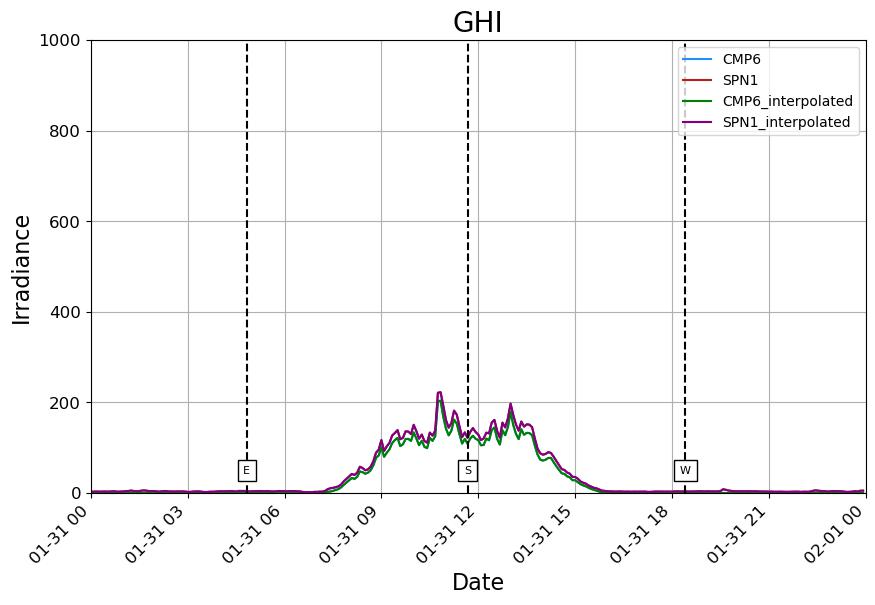 GHI
1000
800
600
400
200
0
Irradiance
CMP6
SPN1
CMP6_interpolated
SPN1_interpolated
E
S
W
01-31 00
01-31 03
01-31 06
01-31 09
01-31 12
01-31 15
01-31 18
01-31 21
02-01 00
Date